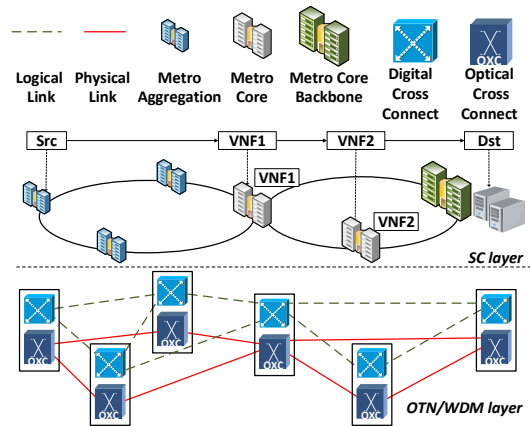 OXC
Logical Link
Physical Link
Metro Aggregation
Metro Core
Metro Core Backbone
Digital Cross Connect
Optical Cross Connect
Src
VNF1
VNF2
Dst
VNF1
VNF2
SC layer
OXC
OXC
OXC
OXC
OXC
OXC
OTN/WDM layer